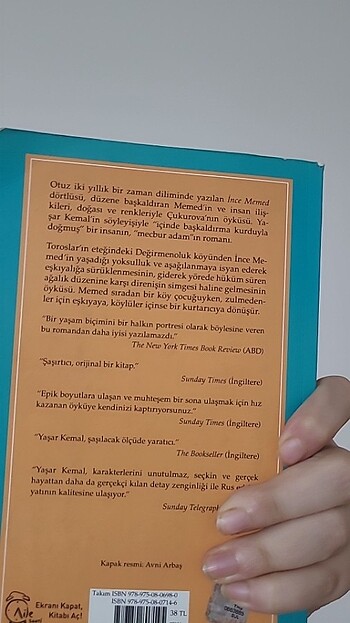 Otuz iki yıllık bir zaman diliminde yazılan İnce Memed
dörtlüsü, düzene başkaldıran Memed'in ve insan iliş-
kileri, doğası ve renkleriyle Çukurova'nın öyküsü. Ya-
şar Kemal'in söyleyişiyle "içinde başkaldırma kurduyla
doğmuş" bir insanın, "mecbur adam"ın romanı.
Toroslar'ın eteğindeki Değirmenoluk köyünden İnce Me-
med'in yaşadığı yoksulluk ve aşağılanmaya isyan ederek
eşkıyalığa sürüklenmesinin, giderek yörede hüküm süren
ağalık düzenine karşı direnişin simgesi haline gelmesinin
öyküsü. Memed sıradan bir köy çocuğuyken, zulmeden-
ler için eşkıyaya, köylüler içinse bir kurtarıcıya dönüşür.
"Bir yaşam biçimini bir halkın portresi olarak böylesine veren
bu romandan daha iyisi yazılamazdı."
The New York Times Book Review (ABD)
"Şaşırtıcı, orijinal bir kitap."
Sunday Times (İngiltere)
"Epik boyutlara ulaşan ve muhteşem bir sona ulaşmak için hız
kazanan öyküye kendinizi kaptırıyorsunuz."
Sunday Times (İngiltere)
"Yaşar Kemal, şaşılacak ölçüde yaratıcı."
The Bookseller (İngiltere)
"Yaşar Kemal, karakterlerini unutulmaz, seçkin ve gerçek
hayattan daha da gerçekçi kılan detay zenginliği ile Rus
yatının kalitesine ulaşıyor."
Sunday Telegraph
Kapak resmi: Avni Arbaş
Takım ISBN 978-975-08-0698-0
ISBN 978-975-08-0714-6
38 TL
Aile
Ekranı Kapat,
Kitabı Aç!